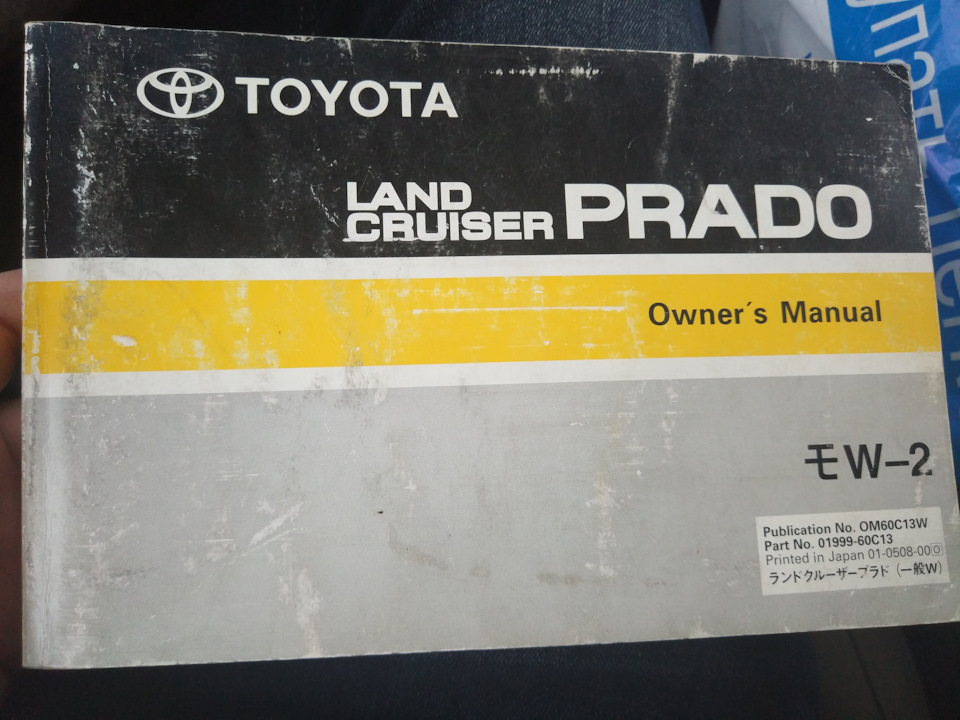 TOYOTA
LAND
CRUISER PRADO
Owner´s Manual
モW–2
Publication No. OM60C13W
Part No. 01999-60C13
Printed in Japan 01-0508-00 O
ランドクルーザープラド (一般W)